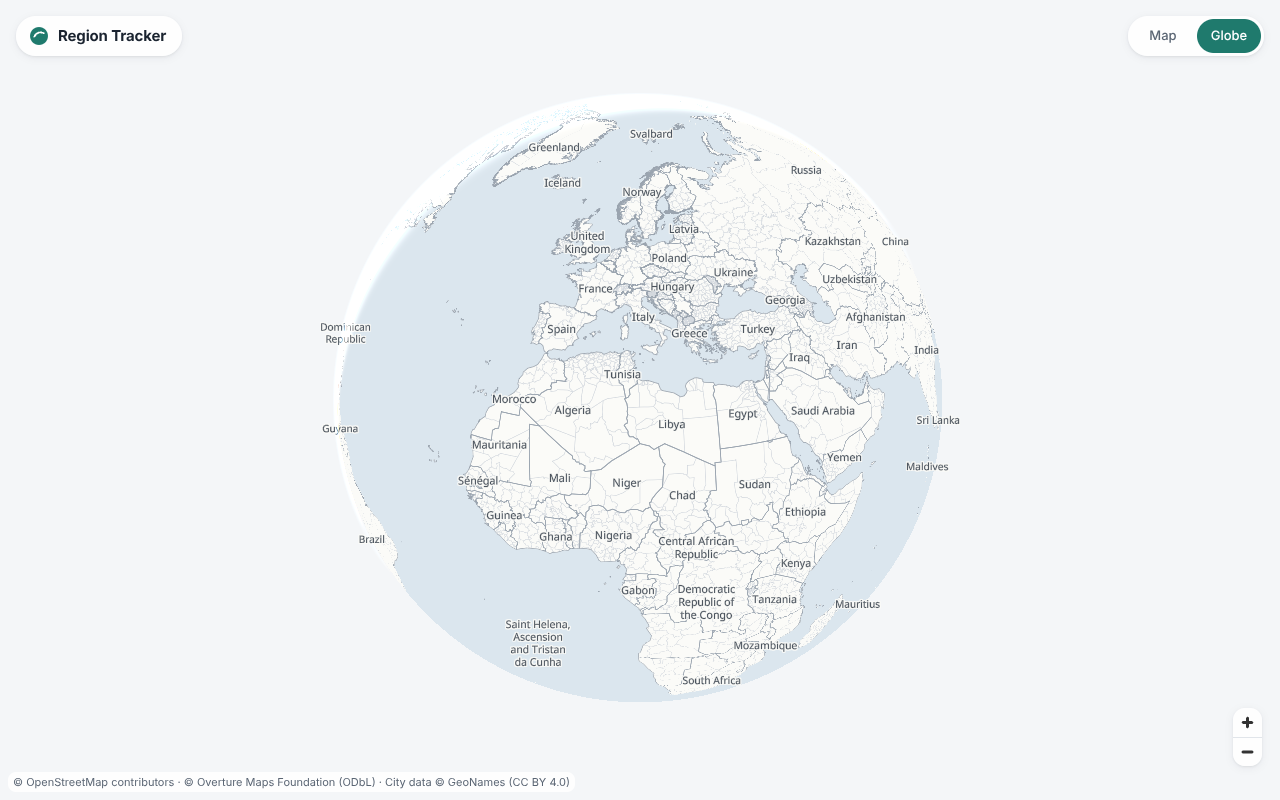 Region Tracker
Map
Globe
Svalbard
Greenland
Russia
Iceland
Norway
Latvia
United
Kingdom
Kazakhstan
China
Poland
Ukraine
Uzbekistan
France
Hungary
Georgia
Italy
Afghanistan
Dominican
Republic
Spain
Greece
Turkey
Iran
India
Iraq
Tunisia
Morocco
Algeria
Egypt
Saudi Arabia
Sri Lanka
Libya
Guyana
Mauritania
Yemen
Maldives
Sénégal
Mali
Niger
Chad
Sudan
Guinea
Ethiopia
Brazil
Ghana
Nigeria
Central African
Republic
Kenya
Gabon
Democratic
Republic of
the Congo
Tanzania
Mauritius
Saint Helena,
Ascension
and Tristan
da Cunha
Mozambique
South Africa
© OpenStreetMap contributors · © Overture Maps Foundation (ODbL) · City data © GeoNames (CC BY 4.0)